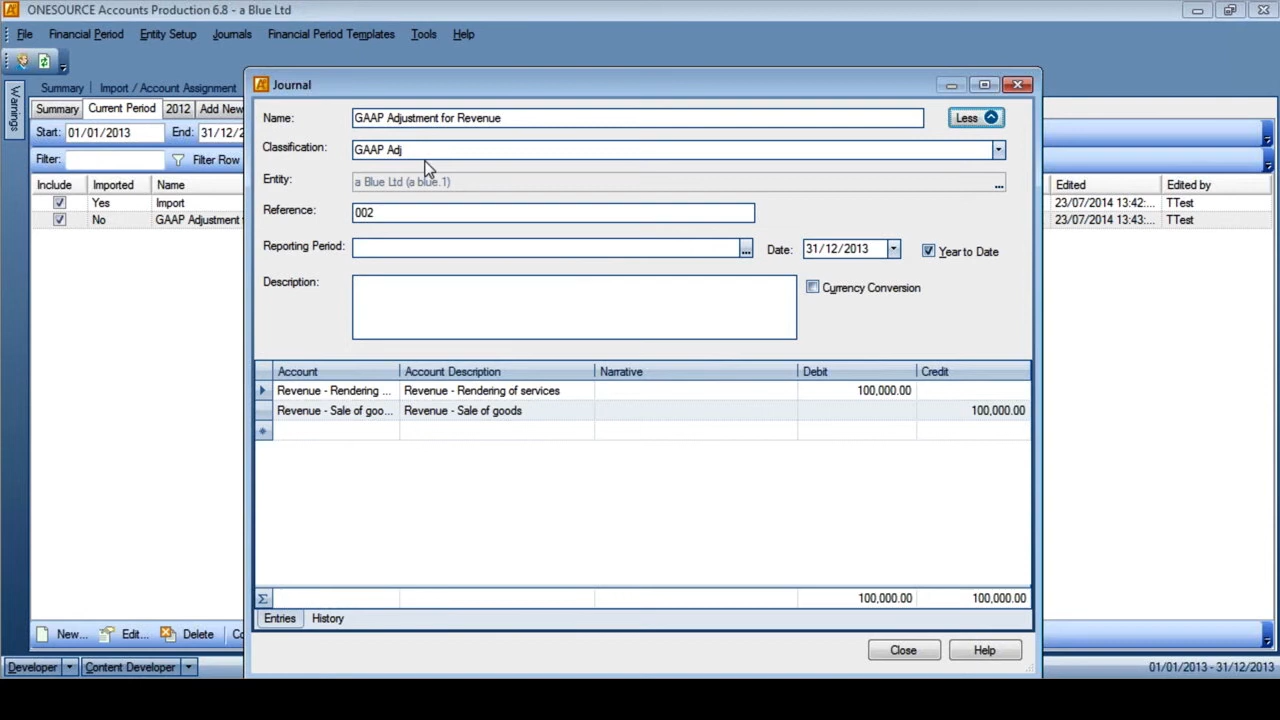 ONESOURCE Accounts Production 6.8 - a Blue Ltd
File Financial Period Entity Setup Journals Financial Period Templates Tools Help
Summary Import / Account Assignment
Summary Current Period 2012 Add New
Start: 01/01/2013 End: 31/12/2
Filter: Filter Row
Include Imported Name Edited Edited by
Yes Import 23/07/2014 13:42:... TTest
No GAAP Adjustment 23/07/2014 13:43:... TTest
Warnings
Journal
Name: GAAP Adjustment for Revenue Less
Classification: GAAP Adj
Entity: a Blue Ltd (a blue.1) ...
Reference: 002
Reporting Period: ... Date: 31/12/2013 Year to Date
Description: Currency Conversion
Account Account Description Narrative Debit Credit
Revenue - Rendering ... Revenue - Rendering of services 100,000.00
Revenue - Sale of goo... Revenue - Sale of goods 100,000.00
Σ 100,000.00 100,000.00
Entries History
Close Help
New... Edit... Delete Co
Developer Content Developer 01/01/2013 - 31/12/2013